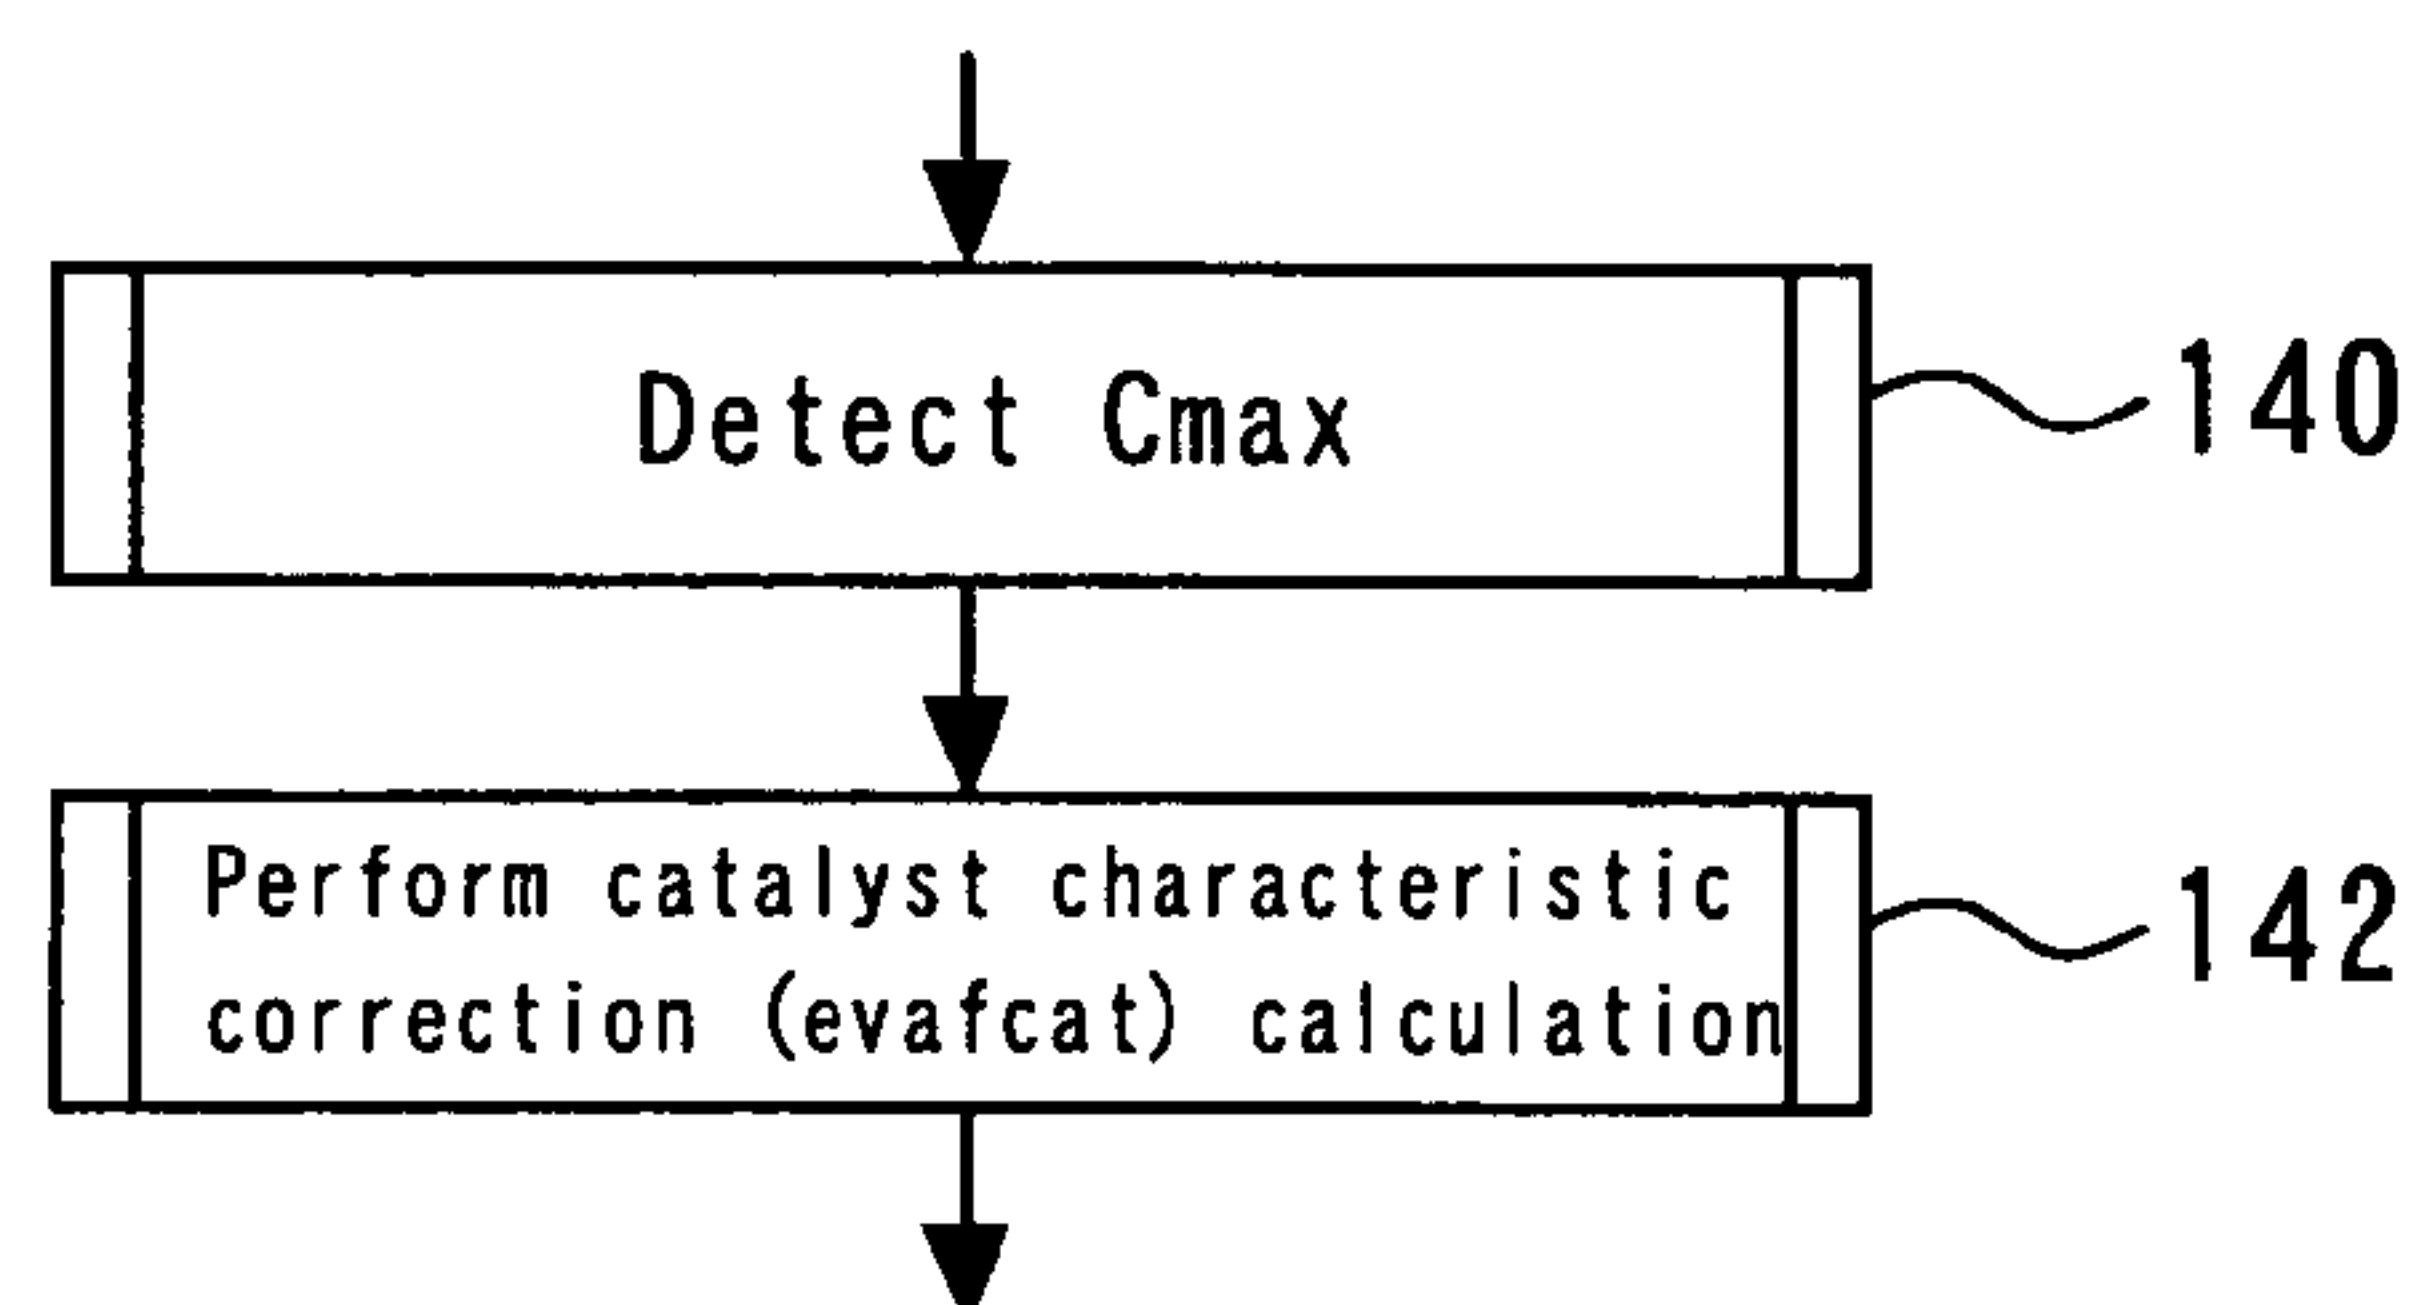 Detect Cmax
140
Perform catalyst characteristic
correction (evafcat) calculation
142